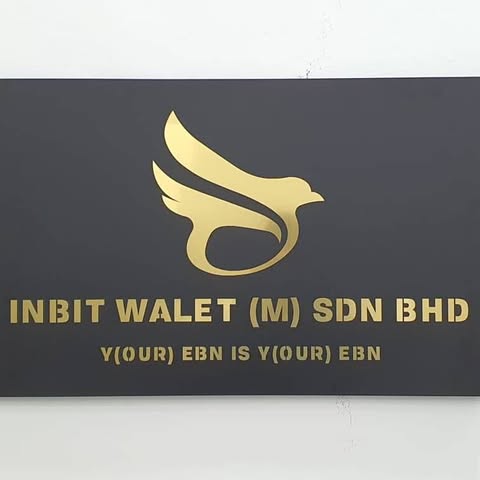 INBIT WALET (M) SDN BHD
Y(OUR) EBN IS Y(OUR) EBN